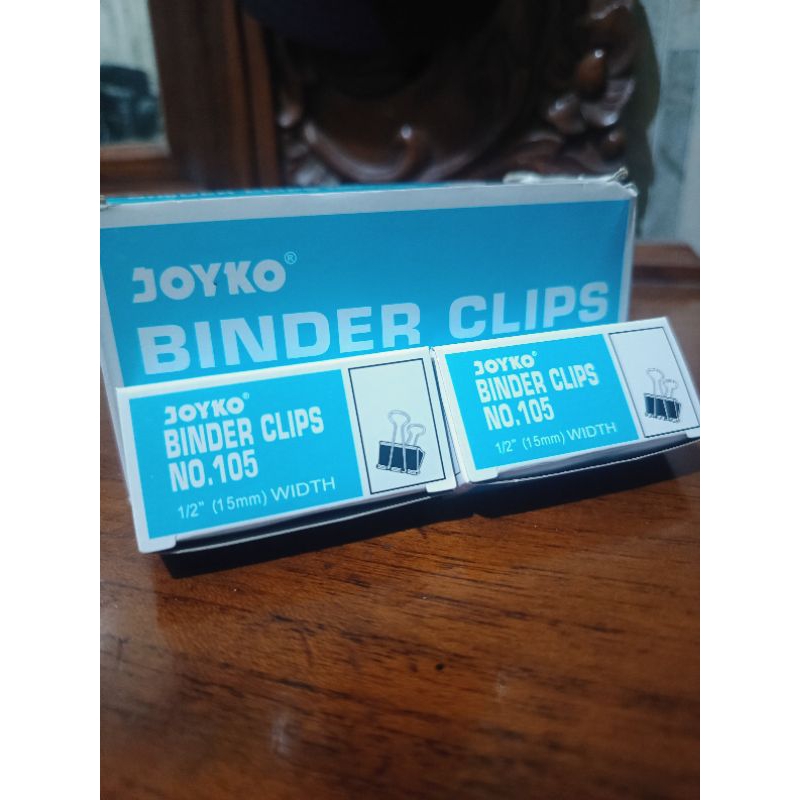 JOYKO®
BINDER CLIPS
JOYKO®
BINDER CLIPS
NO.105
1/2" (15mm) WIDTH
JOYKO®
BINDER CLIPS
NO.105
1/2" (15mm) WIDTH